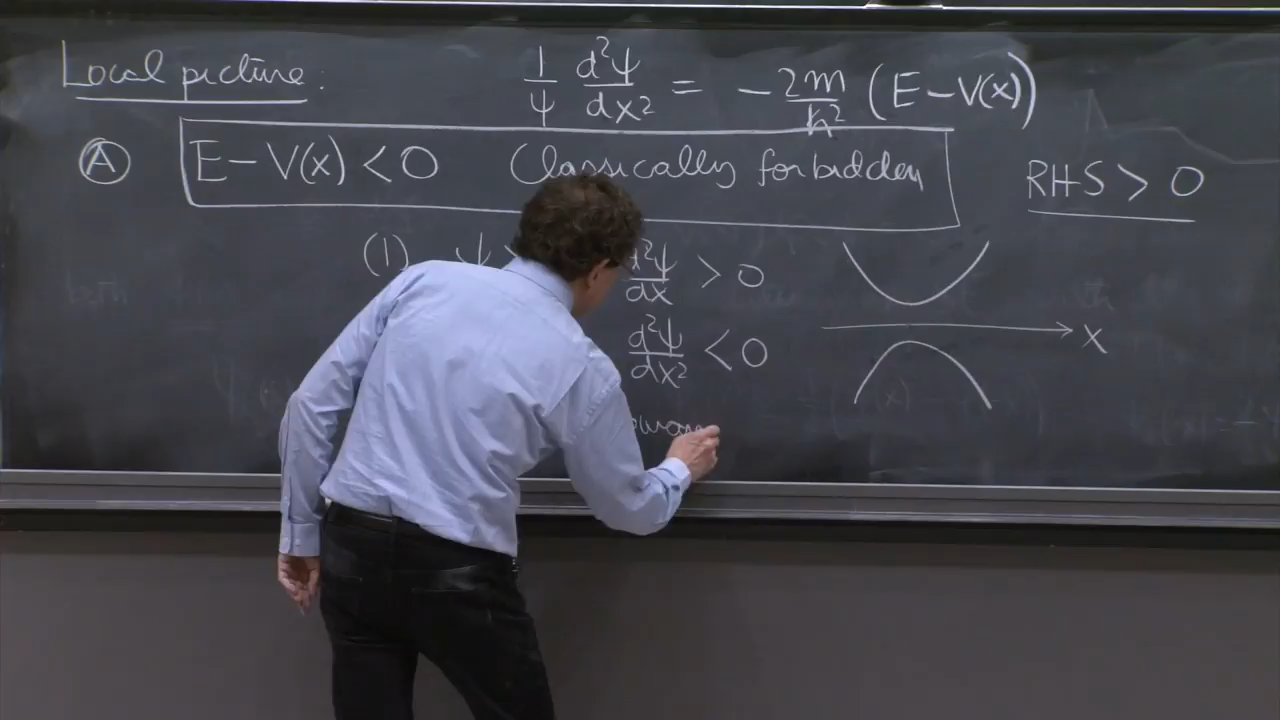 Local picture:
1/ψ d²ψ/dx² = -2m/ħ² (E-V(x))
Ⓐ E-V(x) < 0 Classically forbidden RHS > 0
(1) ψ d²ψ/dx > 0
d²ψ/dx² < 0
x